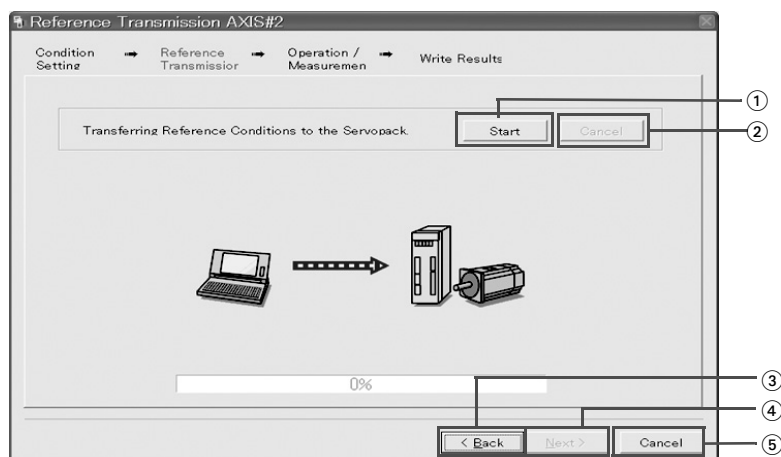 Reference Transmission AXIS#2
Condition Setting
Reference Transmission
Operation / Measuremen
Write Results
Transferring Reference Conditions to the Servopack.
Start
Cancel
0%
< Back
Next >
Cancel
①
②
③
④
⑤